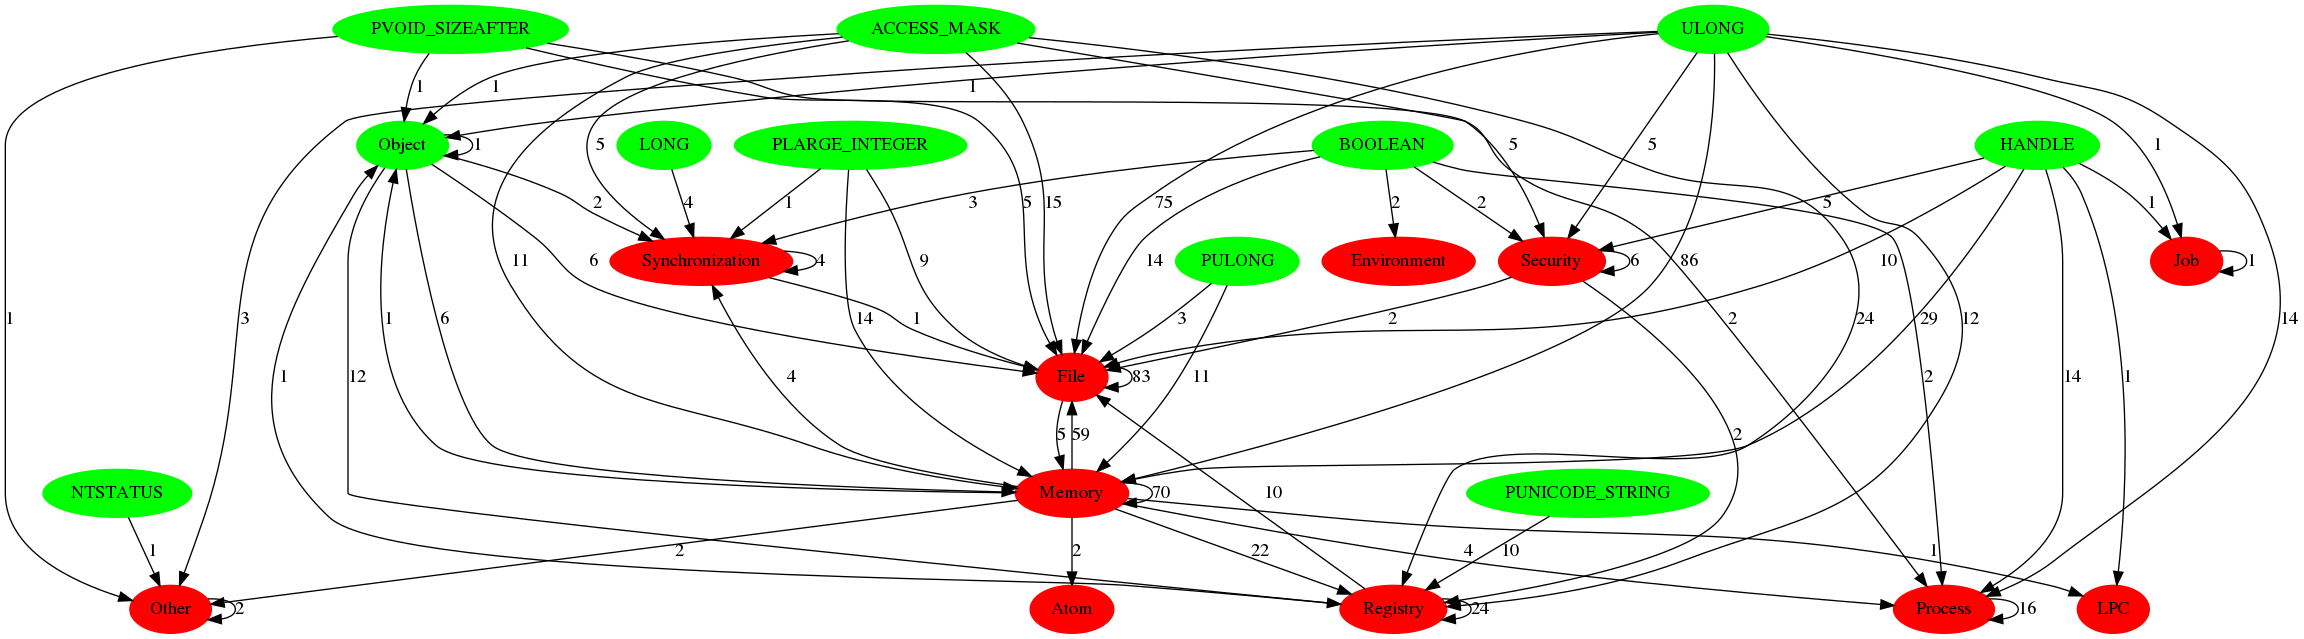 PVOID_SIZEAFTER ACCESS_MASK ULONG
1 1 1
Object 1 LONG PLARGE_INTEGER BOOLEAN 5 5 HANDLE 1
5
2 4 1 3 5 15 75 14 2 2 5 1
11 Synchronization 4 9 PULONG Environment Security 6 86 10 Job 1
6
1 3 1 6 14 1 3 2 2 24 29 12 14
1 12 4 File 83 11 2 14 1
5 59 2
NTSTATUS Memory 70 PUNICODE_STRING
10
1 2 2 22 4 10 1
Other 2 Atom Registry 24 Process 16 LPC